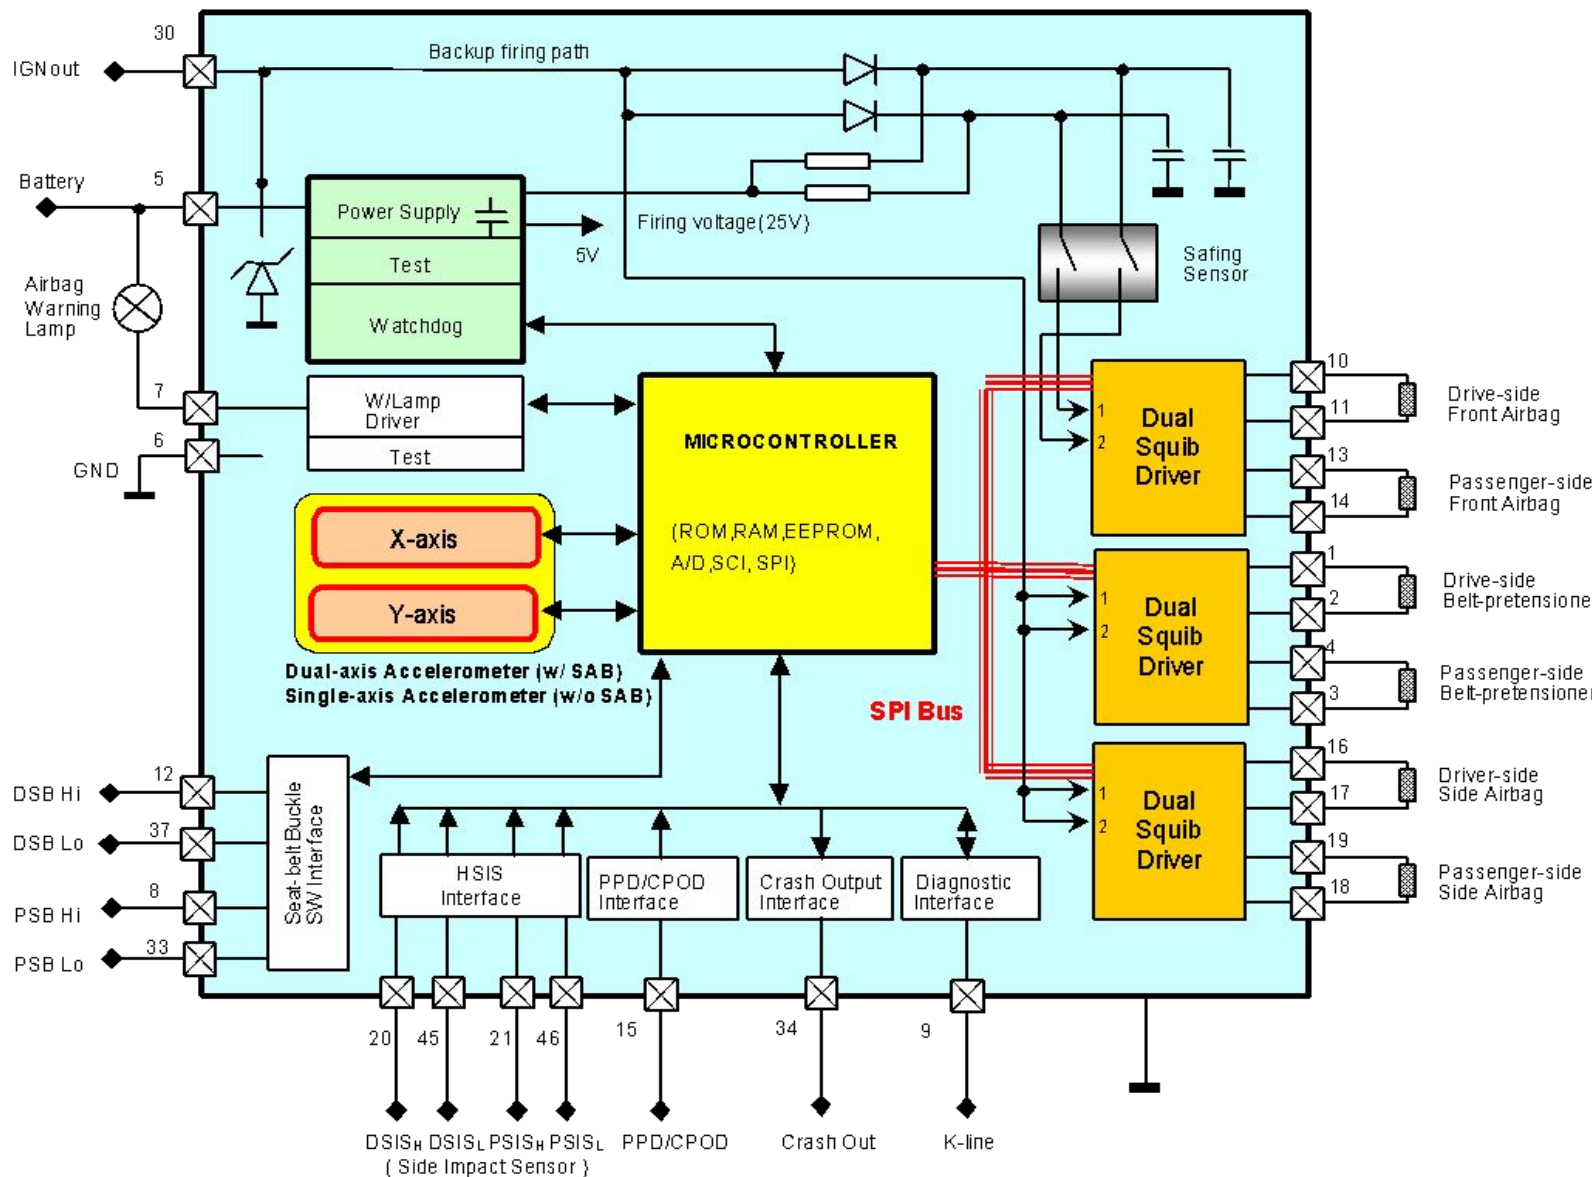 30
IGNout
Backup firing path
Battery
5
Power Supply
5V
Firing voltage(25V)
Test
Safing
Sensor
Airbag
Warning
Lamp
Watchdog
7
W/Lamp
Driver
Test
6
GND
MICROCONTROLLER
(ROM,RAM,EEPROM,
A/D,SCI, SPI)
X-axis
Y-axis
Dual-axis Accelerometer (w/ SAB)
Single-axis Accelerometer (w/o SAB)
SPI Bus
1
2
Dual
Squib
Driver
10
11
Drive-side
Front Airbag
13
14
Passenger-side
Front Airbag
1
2
Dual
Squib
Driver
1
2
Drive-side
Belt-pretensione
4
3
Passenger-side
Belt-pretensioner
1
2
Dual
Squib
Driver
16
17
Driver-side
Side Airbag
19
18
Passenger-side
Side Airbag
DSB Hi
12
DSB Lo
37
PSB Hi
8
PSB Lo
33
Seat-belt Buckle
SW Interface
HSIS
Interface
PPD/CPOD
Interface
Crash Output
Interface
Diagnostic
Interface
20
45
21
46
15
34
9
DSISH DSISL PSISH PSISL
( Side Impact Sensor )
PPD/CPOD
Crash Out
K-line